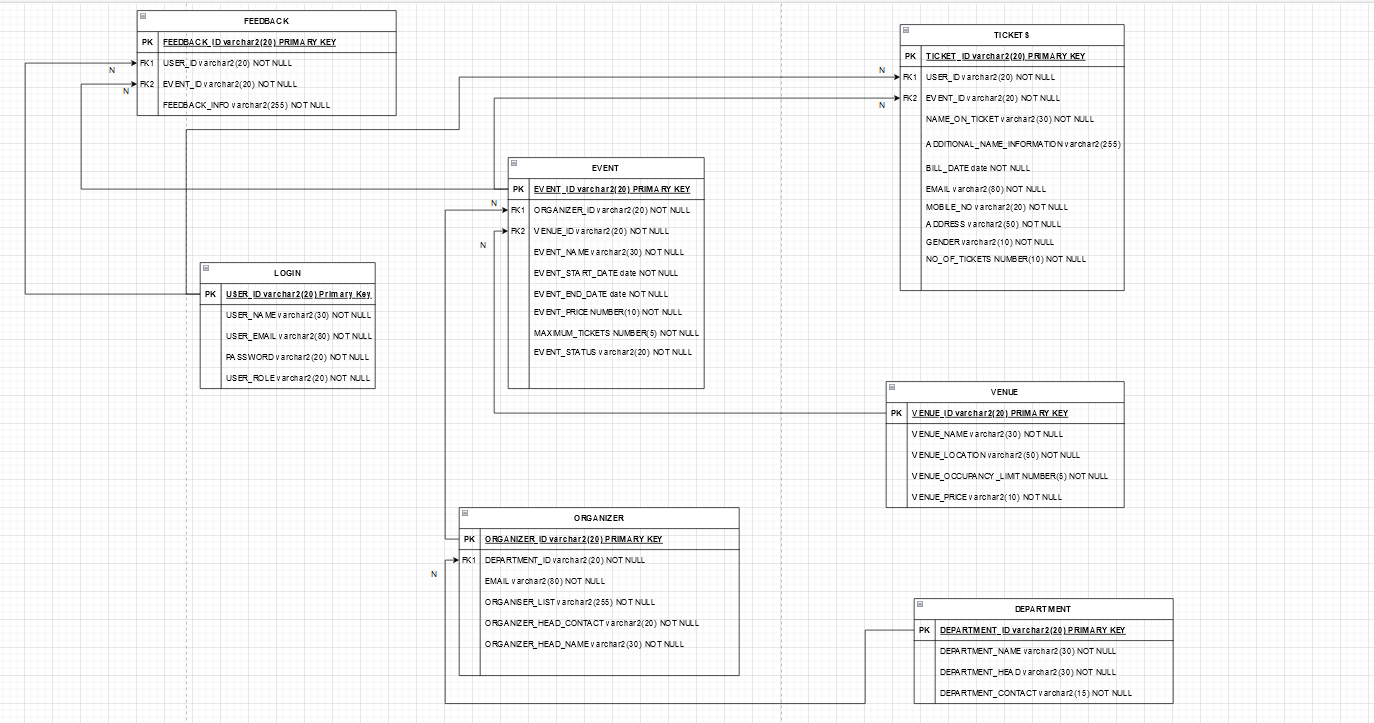 FEEDBACK
PK FEEDBACK_ID varchar2(20) PRIMARY KEY
FK1 USER_ID varchar2(20) NOT NULL
N
FK2 EVENT_ID varchar2(20) NOT NULL
N
FEEDBACK_INFO varchar2(255) NOT NULL
TICKETS
PK TICKET_ID varchar2(20) PRIMARY KEY
N
FK1 USER_ID varchar2(20) NOT NULL
FK2 EVENT_ID varchar2(20) NOT NULL
N
NAME_ON_TICKET varchar2(30) NOT NULL
ADDITIONAL_NAME_INFORMATION varchar2(255)
BILL_DATE date NOT NULL
EMAIL varchar2(80) NOT NULL
MOBILE_NO varchar2(20) NOT NULL
ADDRESS varchar2(50) NOT NULL
GENDER varchar2(10) NOT NULL
NO_OF_TICKETS NUMBER(10) NOT NULL
EVENT
PK EVENT_ID varchar2(20) PRIMARY KEY
N
FK1 ORGANIZER_ID varchar2(20) NOT NULL
FK2 VENUE_ID varchar2(20) NOT NULL
N
EVENT_NAME varchar2(30) NOT NULL
EVENT_START_DATE date NOT NULL
EVENT_END_DATE date NOT NULL
EVENT_PRICE NUMBER(10) NOT NULL
MAXIMUM_TICKETS NUMBER(5) NOT NULL
EVENT_STATUS varchar2(20) NOT NULL
LOGIN
PK USER_ID varchar2(20) Primary Key
USER_NAME varchar2(30) NOT NULL
USER_EMAIL varchar2(80) NOT NULL
PASSWORD varchar2(20) NOT NULL
USER_ROLE varchar2(20) NOT NULL
VENUE
PK VENUE_ID varchar2(20) PRIMARY KEY
VENUE_NAME varchar2(30) NOT NULL
VENUE_LOCATION varchar2(50) NOT NULL
VENUE_OCCUPANCY_LIMIT NUMBER(5) NOT NULL
VENUE_PRICE varchar2(10) NOT NULL
ORGANIZER
PK ORGANIZER_ID varchar2(20) PRIMARY KEY
FK1 DEPARTMENT_ID varchar2(20) NOT NULL
N
EMAIL varchar2(80) NOT NULL
ORGANISER_LIST varchar2(255) NOT NULL
ORGANIZER_HEAD_CONTACT varchar2(20) NOT NULL
ORGANIZER_HEAD_NAME varchar2(30) NOT NULL
DEPARTMENT
PK DEPARTMENT_ID varchar2(20) PRIMARY KEY
DEPARTMENT_NAME varchar2(30) NOT NULL
DEPARTMENT_HEAD varchar2(30) NOT NULL
DEPARTMENT_CONTACT varchar2(15) NOT NULL